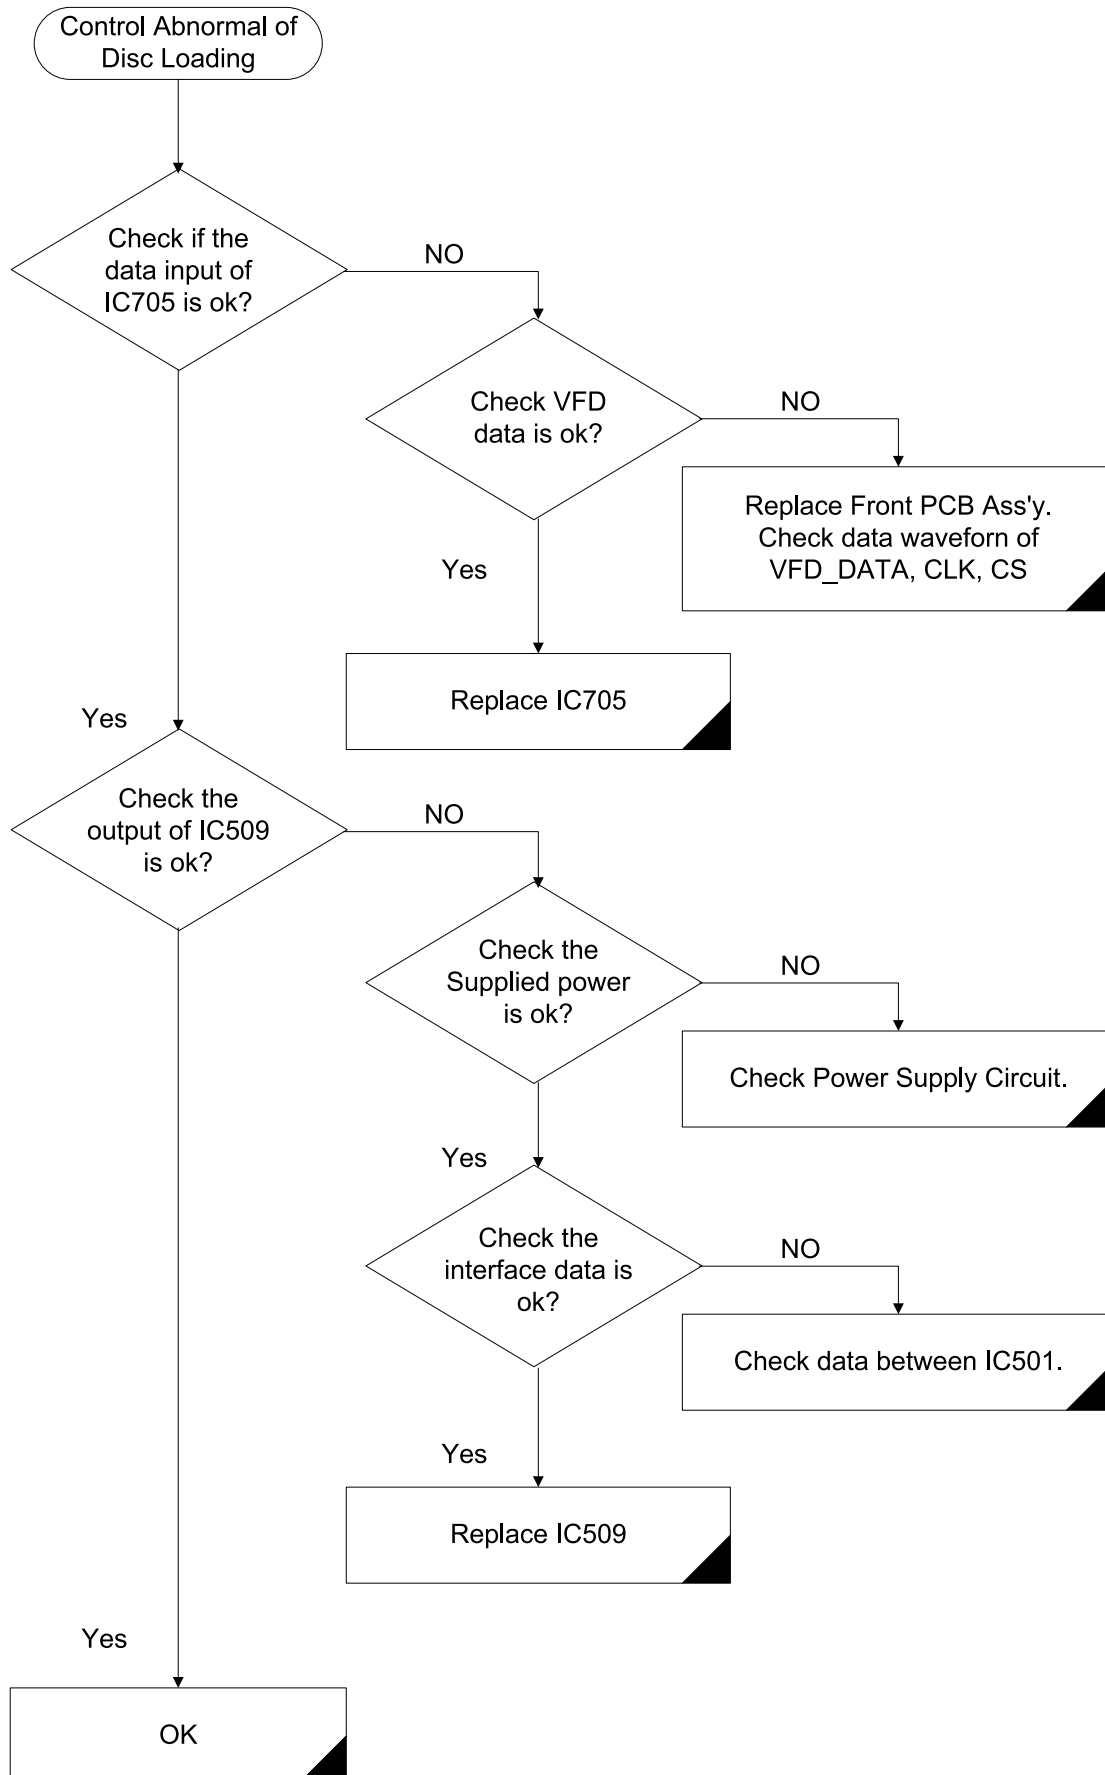 Control Abnormal of
Disc Loading
Check if the
data input of
IC705 is ok?
NO
Check VFD
data is ok?
NO
Replace Front PCB Ass'y.
Check data waveforn of
VFD_DATA, CLK, CS
Yes
Replace IC705
Yes
Check the
output of IC509
is ok?
NO
Check the
Supplied power
is ok?
NO
Check Power Supply Circuit.
Yes
Check the
interface data is
ok?
NO
Check data between IC501.
Yes
Replace IC509
Yes
OK